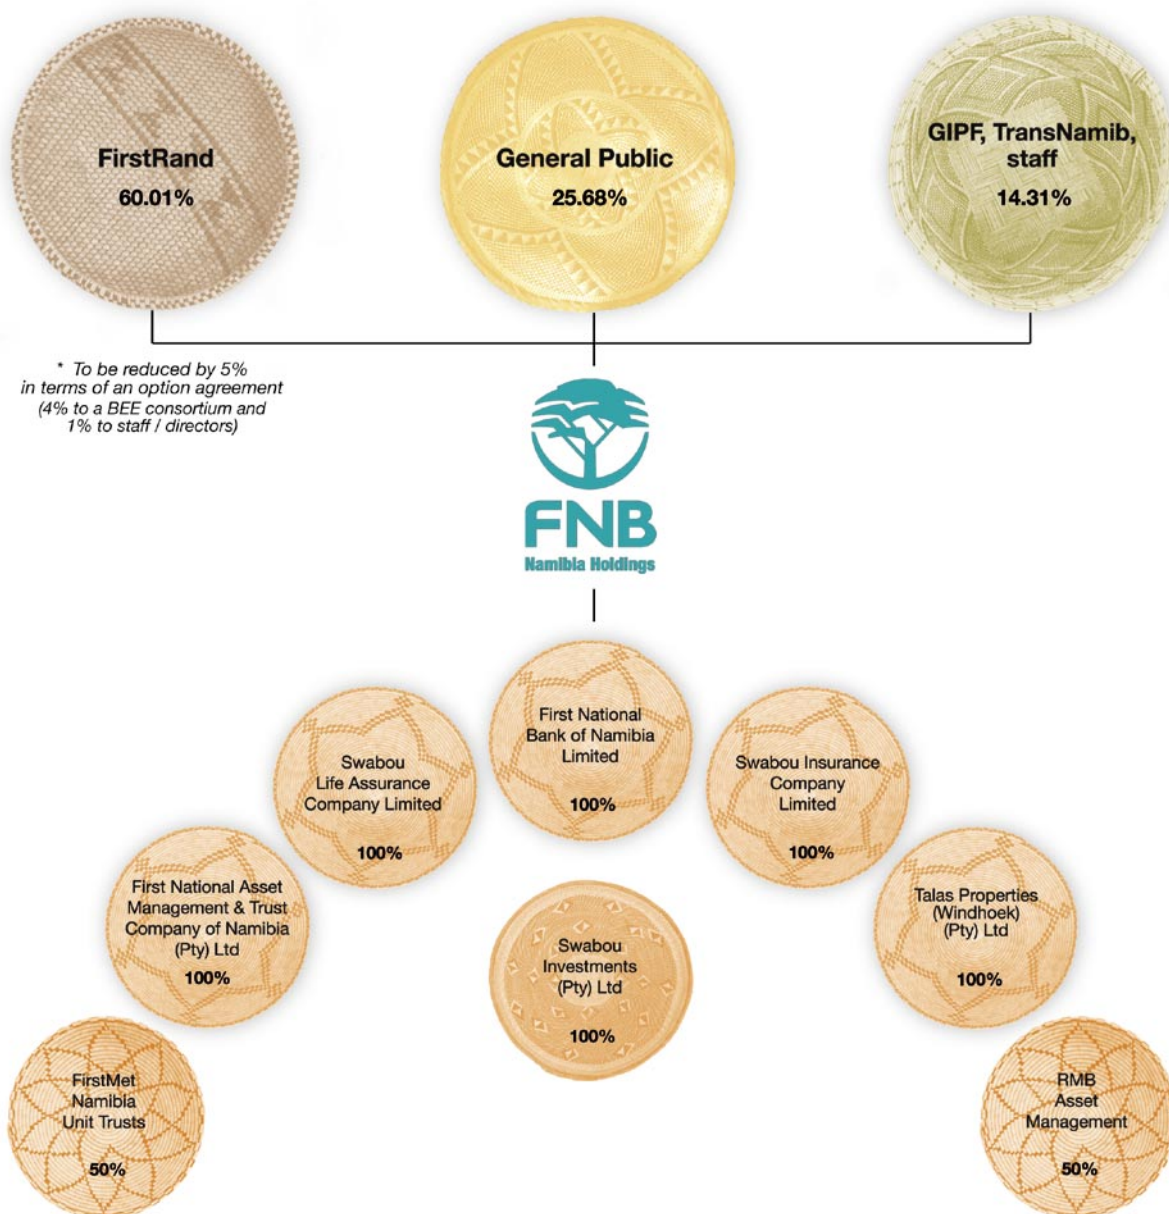 FirstRand
60.01%
General Public
25.68%
GIPF, TransNamib,
staff
14.31%
* To be reduced by 5%
in terms of an option agreement
(4% to a BEE consortium and
1% to staff / directors)
FNB
Namibia Holdings
First National
Bank of Namibia
Limited
100%
Swabou
Life Assurance
Company Limited
100%
Swabou Insurance
Company
Limited
100%
First National Asset
Management & Trust
Company of Namibia
(Pty) Ltd
100%
Swabou
Investments
(Pty) Ltd
100%
Talas Properties
(Windhoek)
(Pty) Ltd
100%
FirstMet
Namibia
Unit Trusts
50%
RMB
Asset
Management
50%